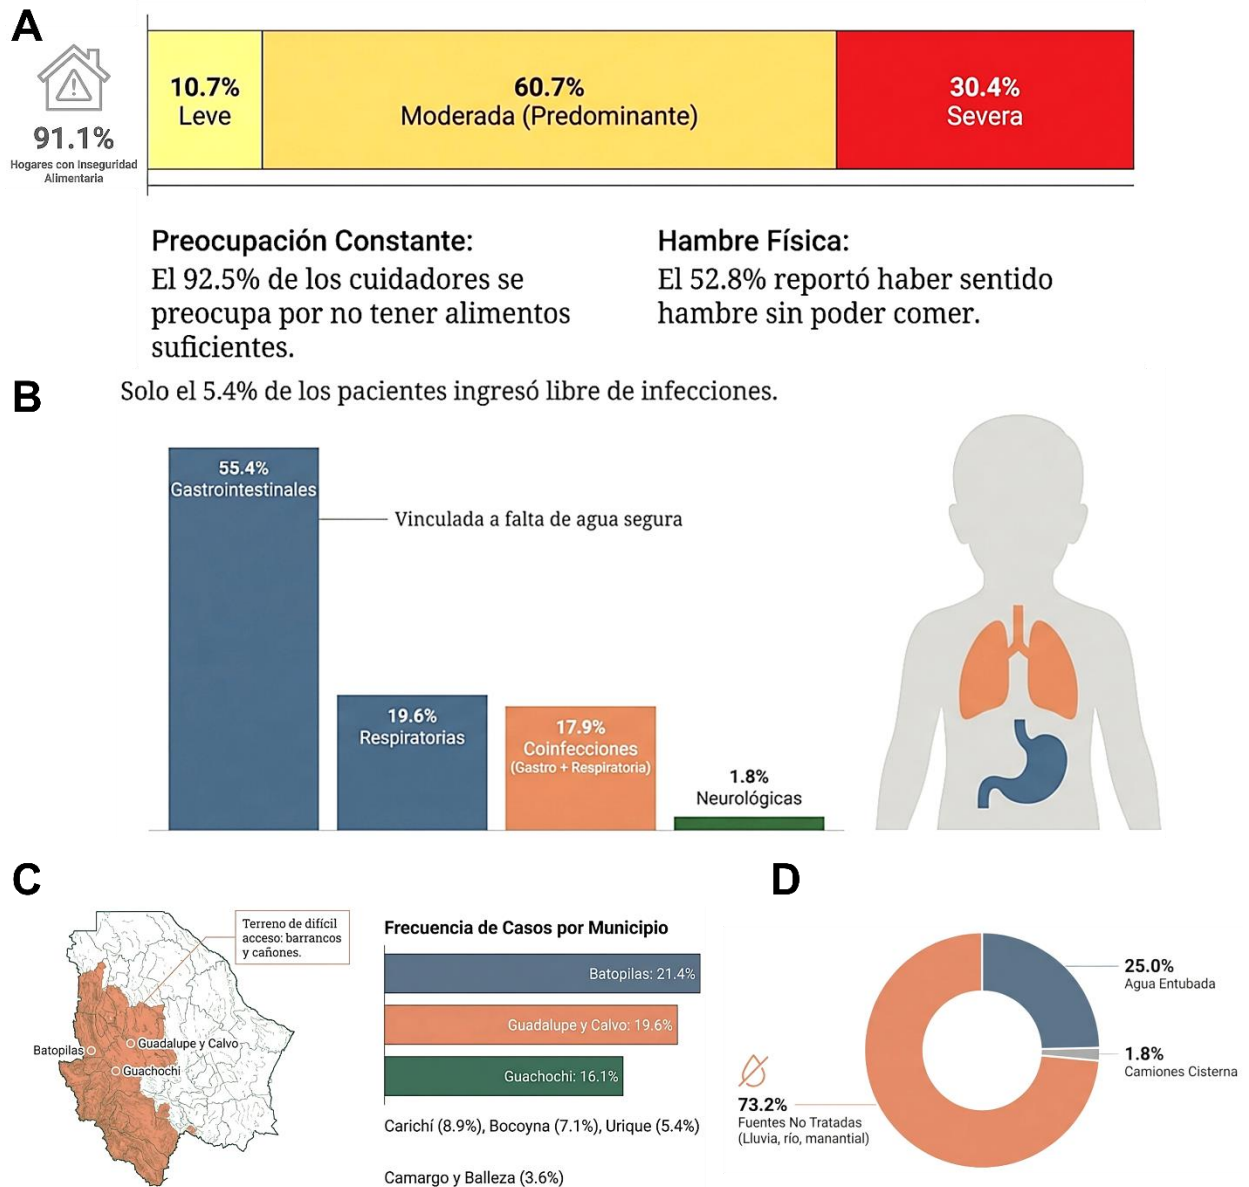 A
91.1%
Hogares con Inseguridad
Alimentaria
10.7%
Leve
60.7%
Moderada (Predominante)
30.4%
Severa
Preocupación Constante:
El 92.5% de los cuidadores se
preocupa por no tener alimentos
suficientes.
Hambre Física:
El 52.8% reportó haber sentido
hambre sin poder comer.
B
Solo el 5.4% de los pacientes ingresó libre de infecciones.
55.4%
Gastrointestinales
Vinculada a falta de agua segura
19.6%
Respiratorias
17.9%
Coinfecciones
(Gastro + Respiratoria)
1.8%
Neurológicas
C
Terreno de difícil
acceso: barrancos
y cañones.
Batopilas
Guadalupe y Calvo
Guachochi
Frecuencia de Casos por Municipio
Batopilas: 21.4%
Guadalupe y Calvo: 19.6%
Guachochi: 16.1%
Carichí (8.9%), Bocoyna (7.1%), Urique (5.4%)
Camargo y Balleza (3.6%)
D
25.0%
Agua Entubada
1.8%
Camiones Cisterna
73.2%
Fuentes No Tratadas
(Lluvia, río, manantial)